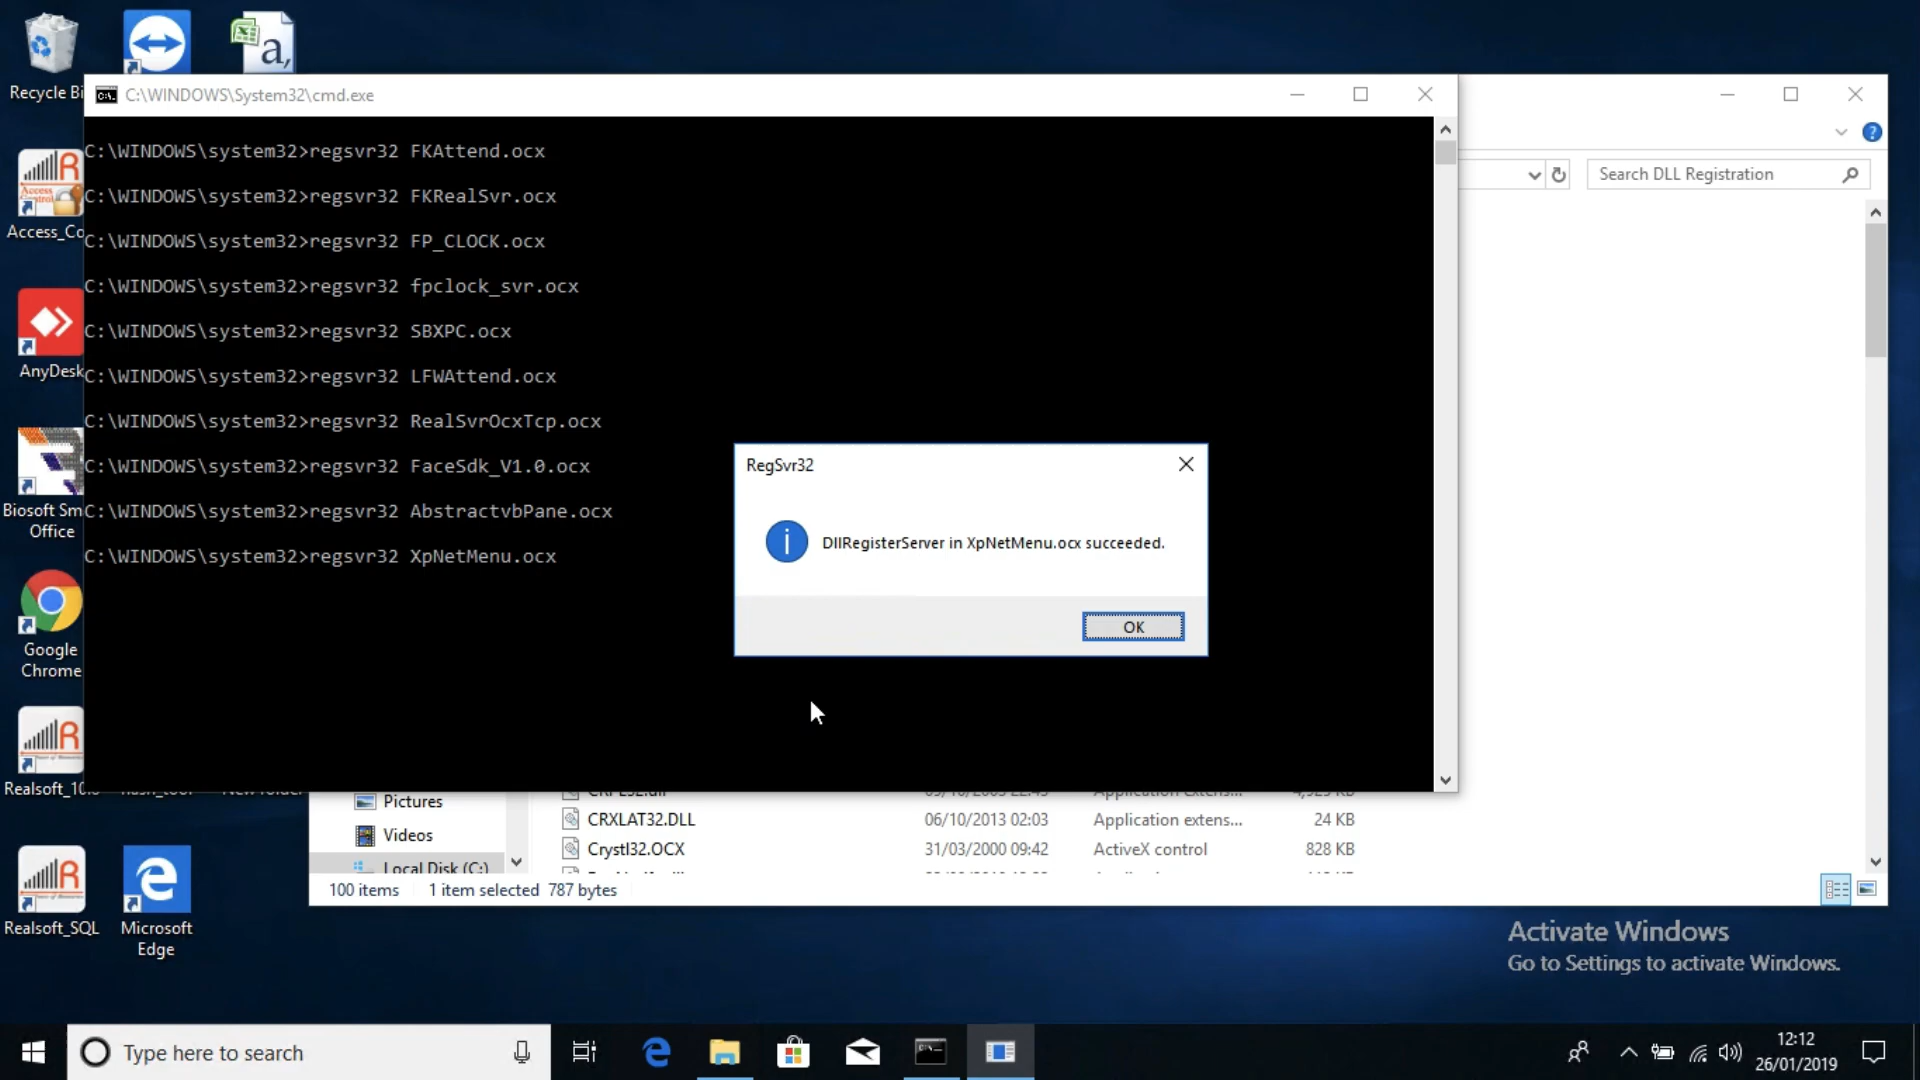 Recycle Bi
C:\WINDOWS\System32\cmd.exe
C:\WINDOWS\system32>regsvr32 FKAttend.ocx
C:\WINDOWS\system32>regsvr32 FKRealSvr.ocx
C:\WINDOWS\system32>regsvr32 FP_CLOCK.ocx
C:\WINDOWS\system32>regsvr32 fpclock_svr.ocx
C:\WINDOWS\system32>regsvr32 SBXPC.ocx
C:\WINDOWS\system32>regsvr32 LFWAttend.ocx
C:\WINDOWS\system32>regsvr32 RealSvrOcxTcp.ocx
C:\WINDOWS\system32>regsvr32 FaceSdk_V1.0.ocx
C:\WINDOWS\system32>regsvr32 AbstractvbPane.ocx
C:\WINDOWS\system32>regsvr32 XpNetMenu.ocx
RegSvr32
DllRegisterServer in XpNetMenu.ocx succeeded.
OK
Search DLL Registration
Access_Co
AnyDesk
Biosoft Sm
Office
Google
Chrome
Realsoft_10.
Realsoft_SQL
Microsoft
Edge
Pictures
Videos
Local Disk (C:)
CRXLAT32.DLL 06/10/2013 02:03 Application extens... 24 KB
Crystl32.OCX 31/03/2000 09:42 ActiveX control 828 KB
100 items 1 item selected 787 bytes
Activate Windows
Go to Settings to activate Windows.
Type here to search
12:12
26/01/2019